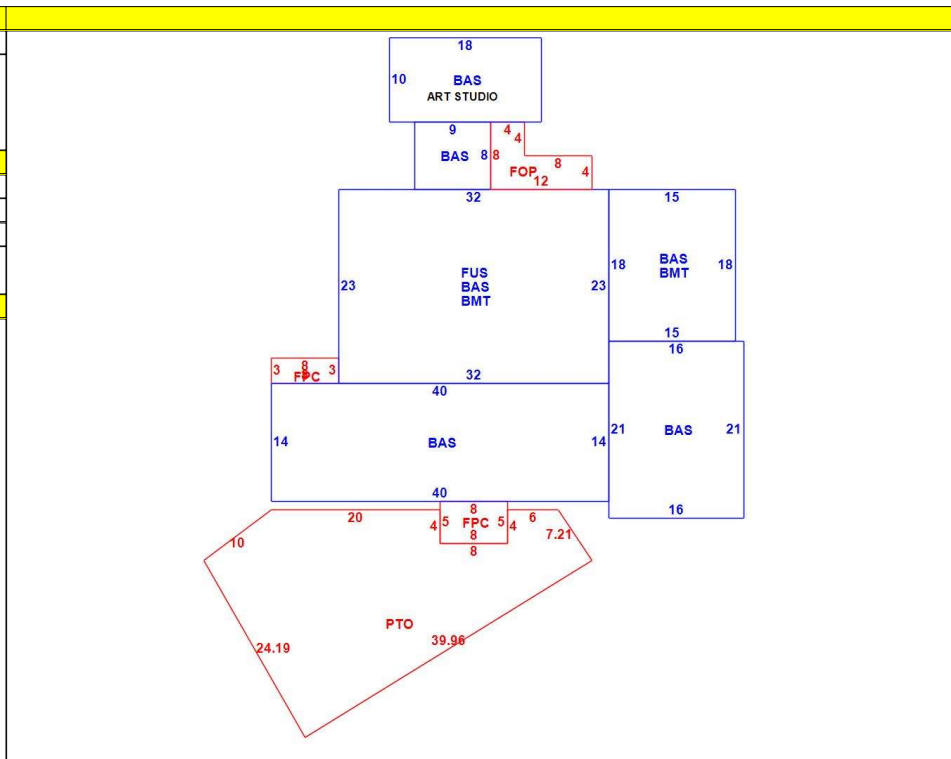 18
10 BAS
ART STUDIO
9 4
4
BAS 8 8 8
FOP 4
12
32 15
18 BAS 18
BMT
FUS
23 BAS 23
BMT
15
16
8
3 3
FPC
32
40
21 BAS 21
14 BAS 14
40
8 16
20 4 5 FPC 5 4 6
8 7.21
10 8
PTO
39.96
24.19